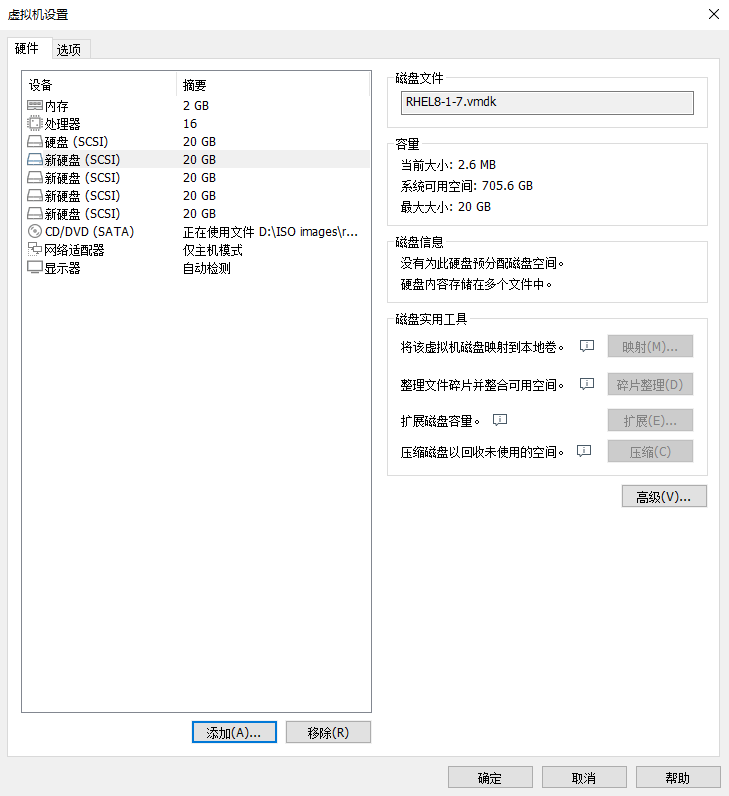 虚拟机设置
硬件 选项
设备 摘要
内存 2 GB
处理器 16
硬盘 (SCSI) 20 GB
新硬盘 (SCSI) 20 GB
新硬盘 (SCSI) 20 GB
新硬盘 (SCSI) 20 GB
新硬盘 (SCSI) 20 GB
CD/DVD (SATA) 正在使用文件 D:\ISO images\r...
网络适配器 仅主机模式
显示器 自动检测
添加(A)... 移除(R)
磁盘文件
RHEL8-1-7.vmdk
容量
当前大小: 2.6 MB
系统可用空间: 705.6 GB
最大大小: 20 GB
磁盘信息
没有为此硬盘预分配磁盘空间。
硬盘内容存储在多个文件中。
磁盘实用工具
将该虚拟机磁盘映射到本地卷。 映射(M)...
整理文件碎片并整合可用空间。 碎片整理(D)
扩展磁盘容量。 扩展(E)...
压缩磁盘以回收未使用的空间。 压缩(C)
高级(V)...
确定 取消 帮助